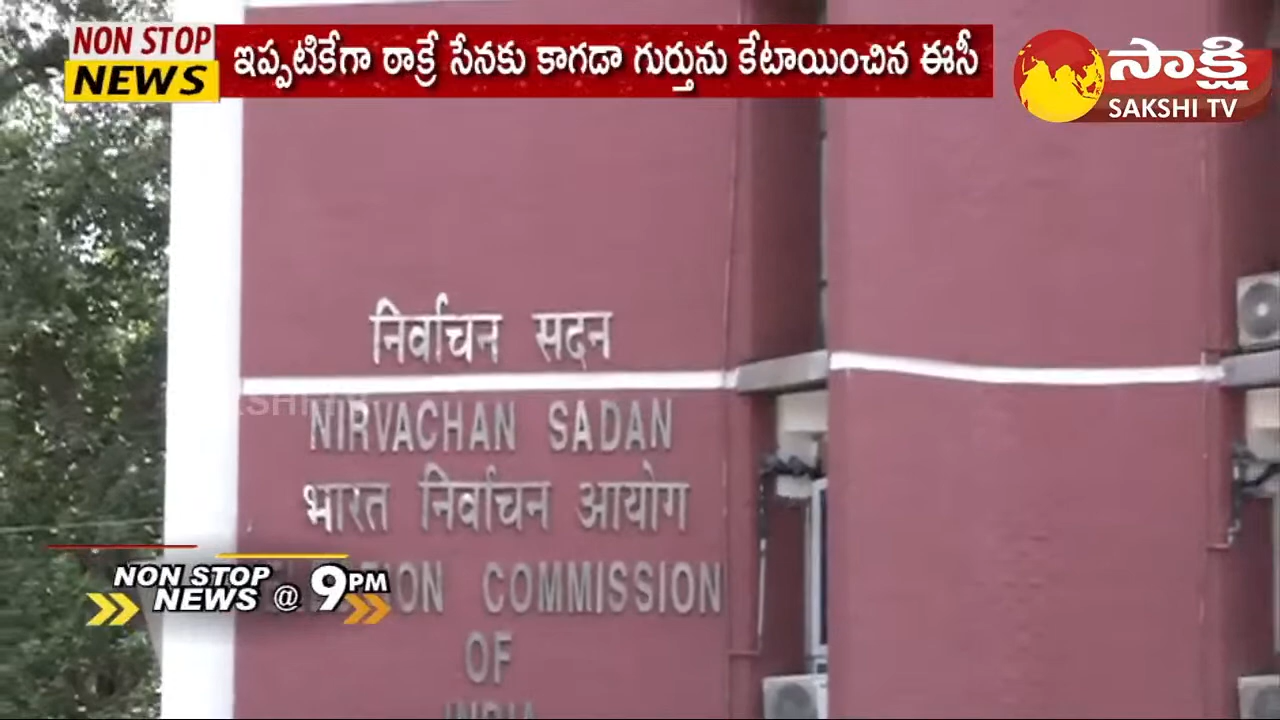 NON STOP
NEWS
ఇప్పటికేగా ఠాక్రే సేనకు కాగడా గుర్తును కేటాయించిన ఈసీ
సాక్షి
SAKSHI TV
निर्वाचन सदन
NIRVACHAN SADAN
भारत निर्वाचन आयोग
COMMISSION
OF
INDIA
NON STOP
NEWS @ 9PM